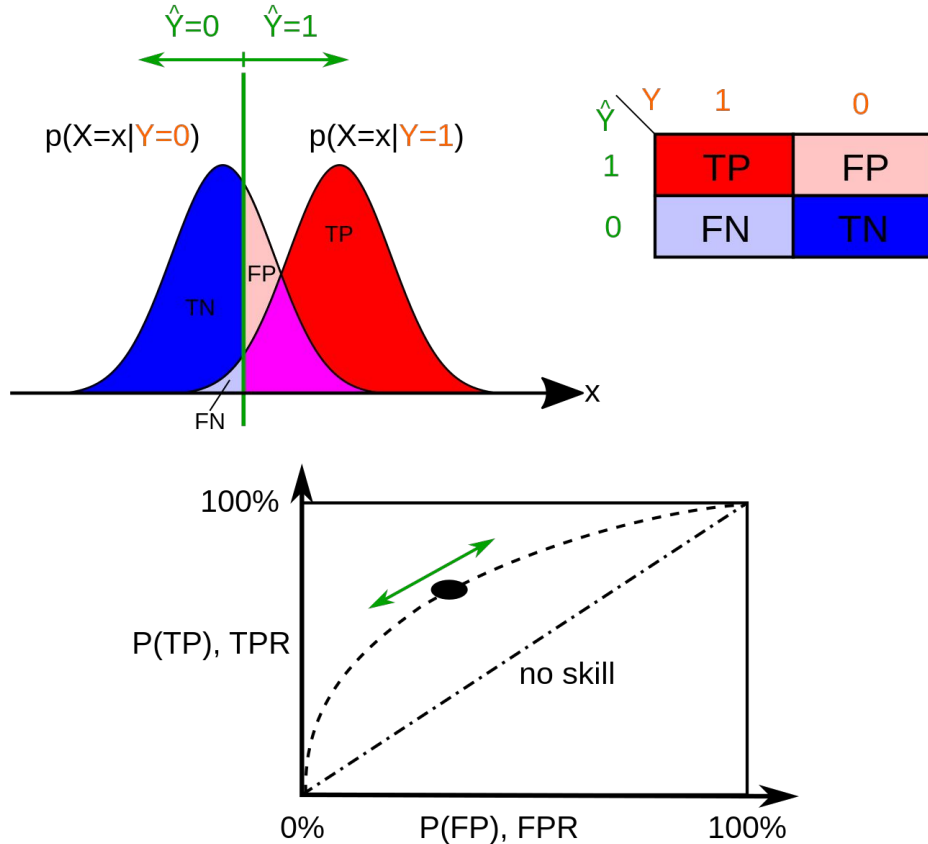 Ŷ=0 Ŷ=1
p(X=x|Y=0) p(X=x|Y=1)
TP
FP
TN
FN
x
Y 1 0
Ŷ
1 TP FP
0 FN TN
100%
P(TP), TPR
no skill
0% P(FP), FPR 100%